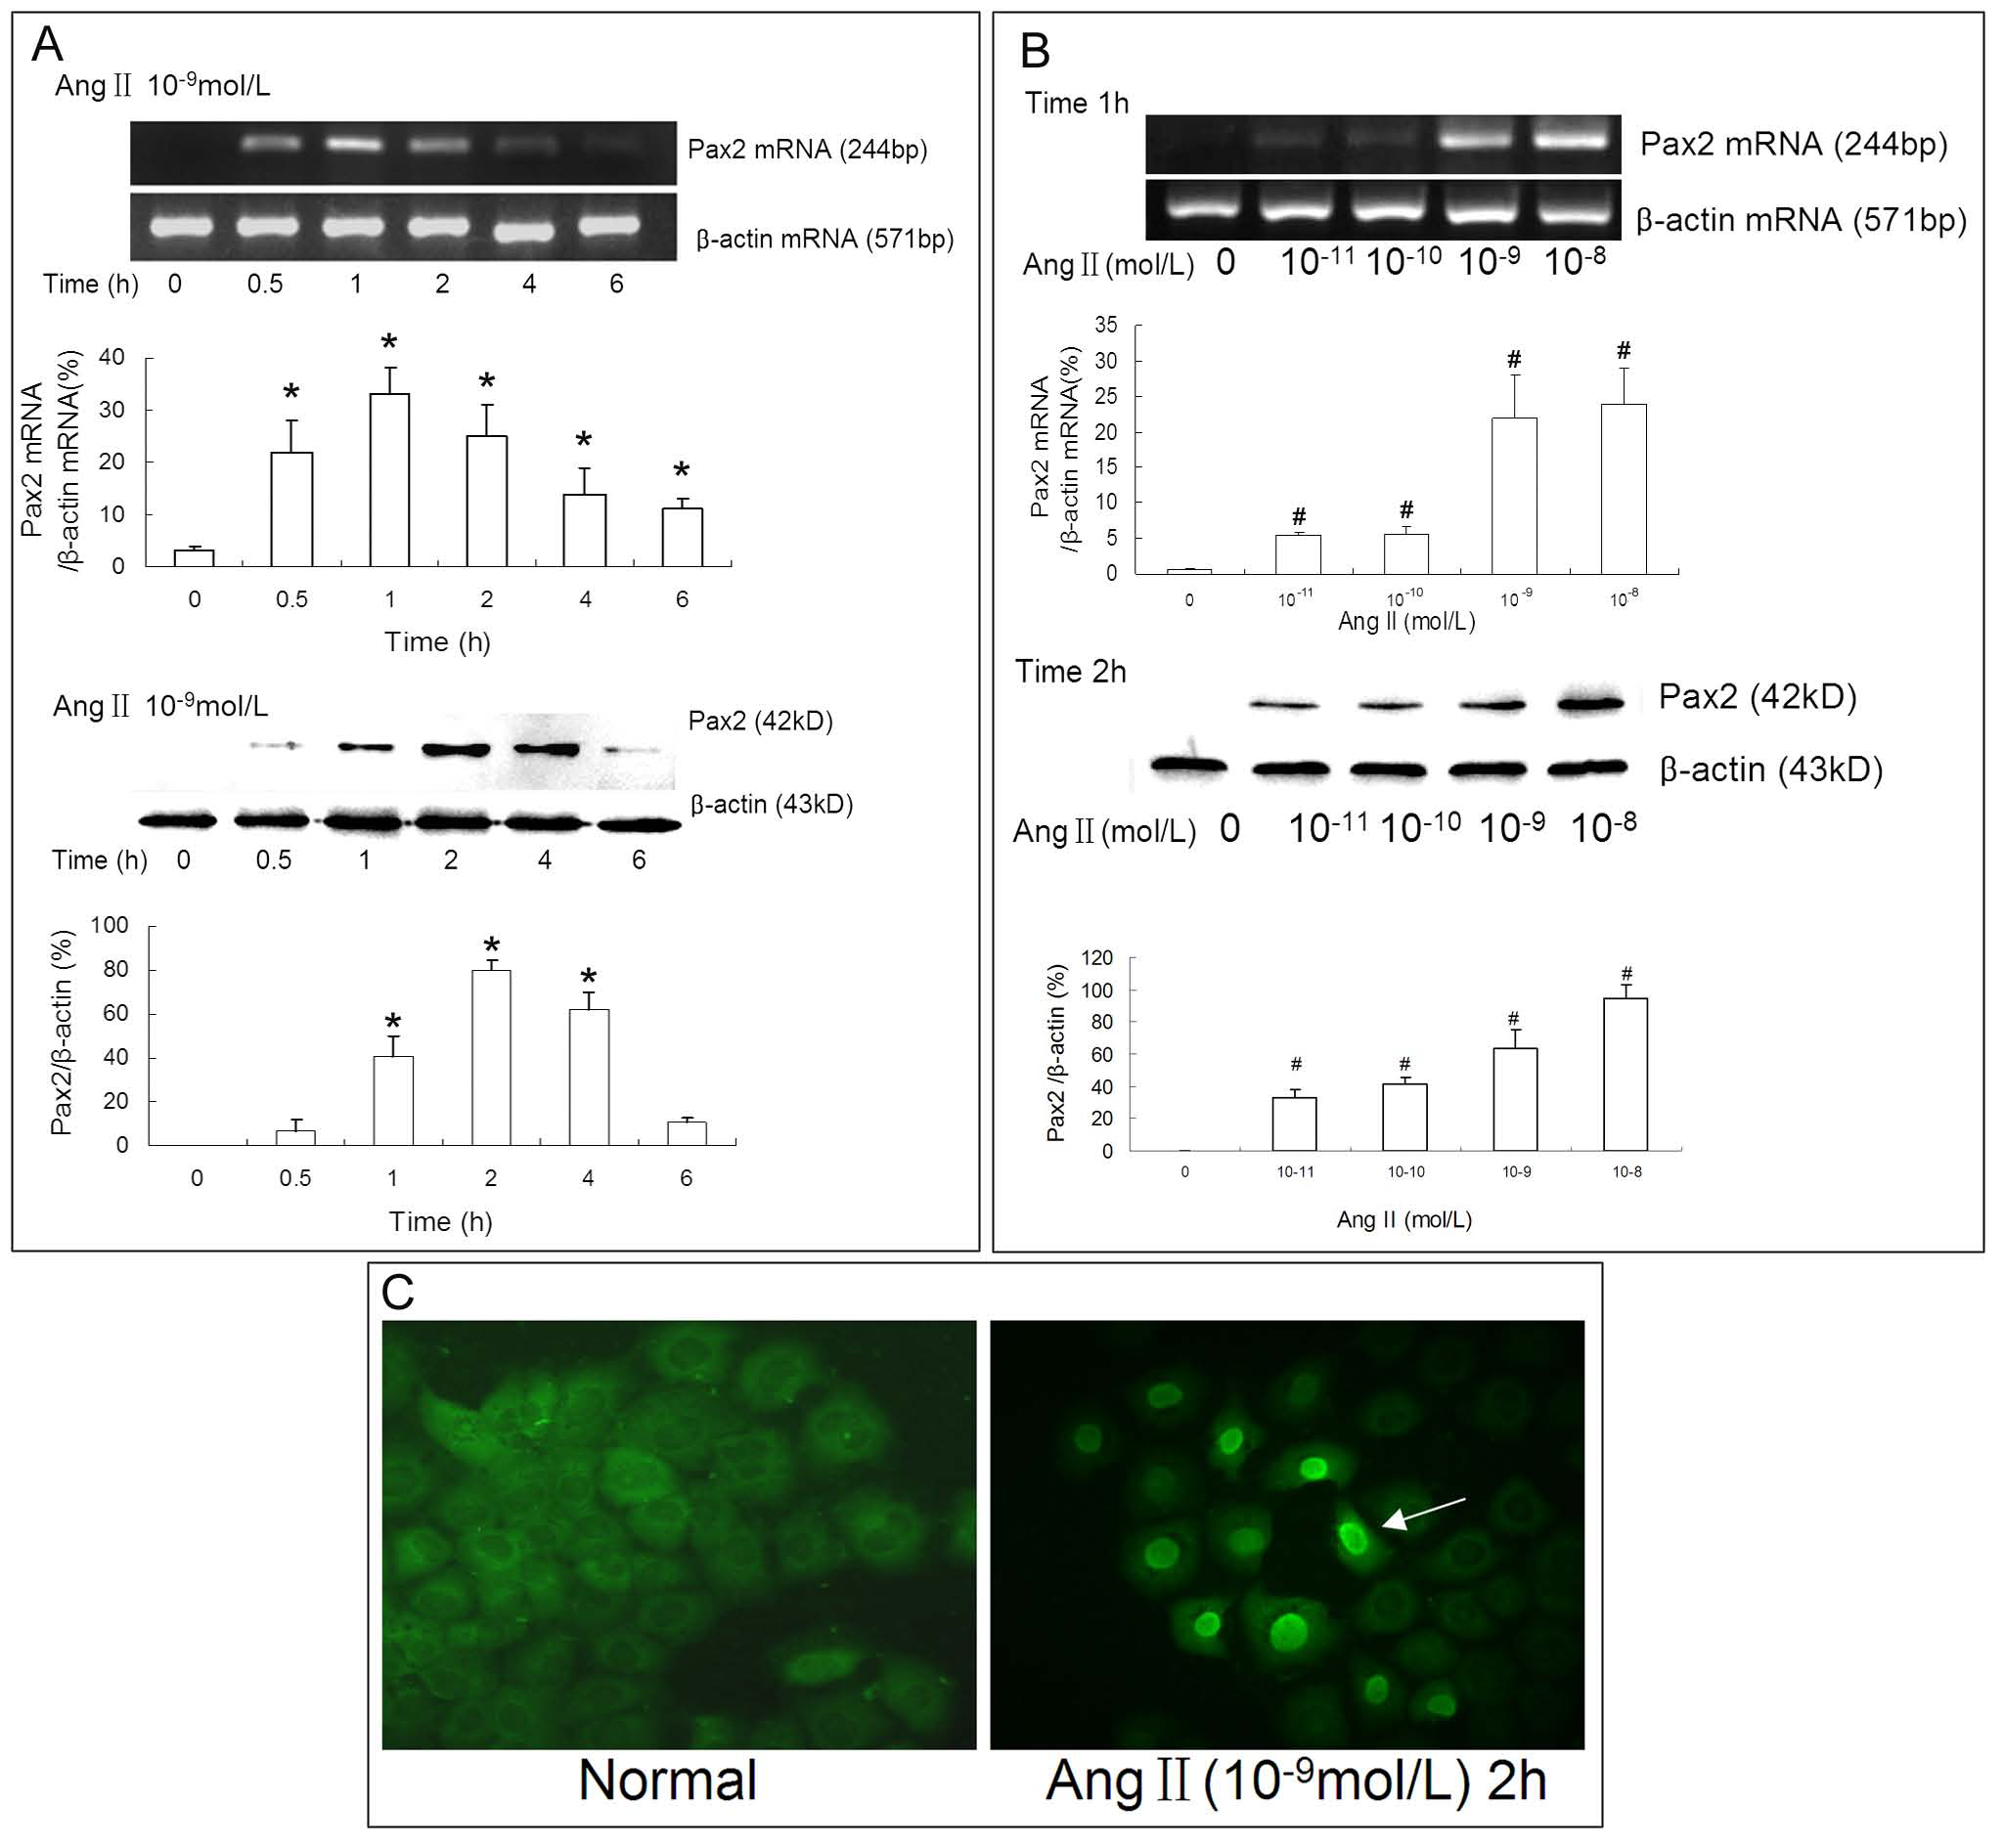 A
Ang Ⅱ 10⁻⁹mol/L
Pax2 mRNA (244bp)
β-actin mRNA (571bp)
Time (h) 0 0.5 1 2 4 6
Pax2 mRNA
/β-actin mRNA(%)
40
30
20
10
0
* * * * *
0 0.5 1 2 4 6
Time (h)
Ang Ⅱ 10⁻⁹mol/L
Pax2 (42kD)
β-actin (43kD)
Time (h) 0 0.5 1 2 4 6
Pax2/β-actin (%)
100
80
60
40
20
0
* * *
0 0.5 1 2 4 6
Time (h)
B
Time 1h
Pax2 mRNA (244bp)
β-actin mRNA (571bp)
Ang Ⅱ (mol/L) 0 10⁻¹¹ 10⁻¹⁰ 10⁻⁹ 10⁻⁸
Pax2 mRNA
/β-actin mRNA(%)
35
30
25
20
15
10
5
0
# # # #
0 10⁻¹¹ 10⁻¹⁰ 10⁻⁹ 10⁻⁸
Ang II (mol/L)
Time 2h
Pax2 (42kD)
β-actin (43kD)
Ang Ⅱ (mol/L) 0 10⁻¹¹ 10⁻¹⁰ 10⁻⁹ 10⁻⁸
Pax2 /β-actin (%)
120
100
80
60
40
20
0
# # # #
0 10-11 10-10 10-9 10-8
Ang II (mol/L)
C
Normal
Ang Ⅱ (10⁻⁹mol/L) 2h